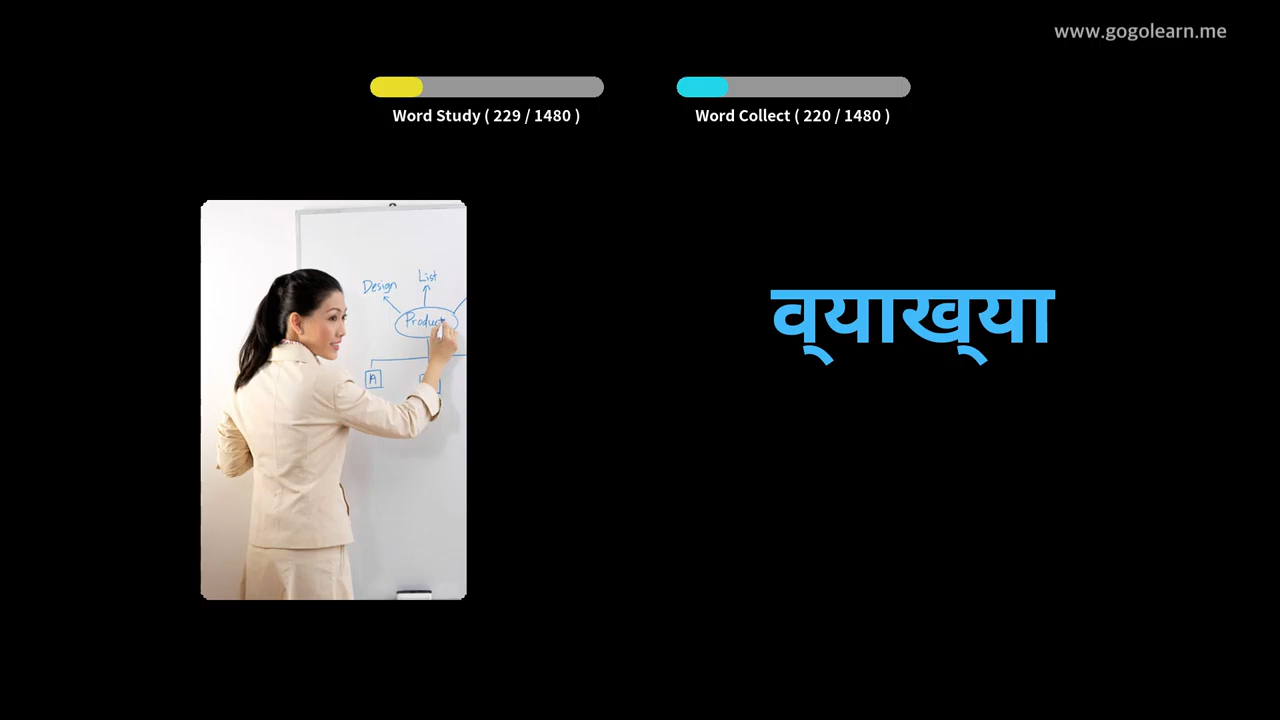 www.gogolearn.me
Word Study ( 229 / 1480 )
Word Collect ( 220 / 1480 )
व्याख्या
Design
List
Product
A